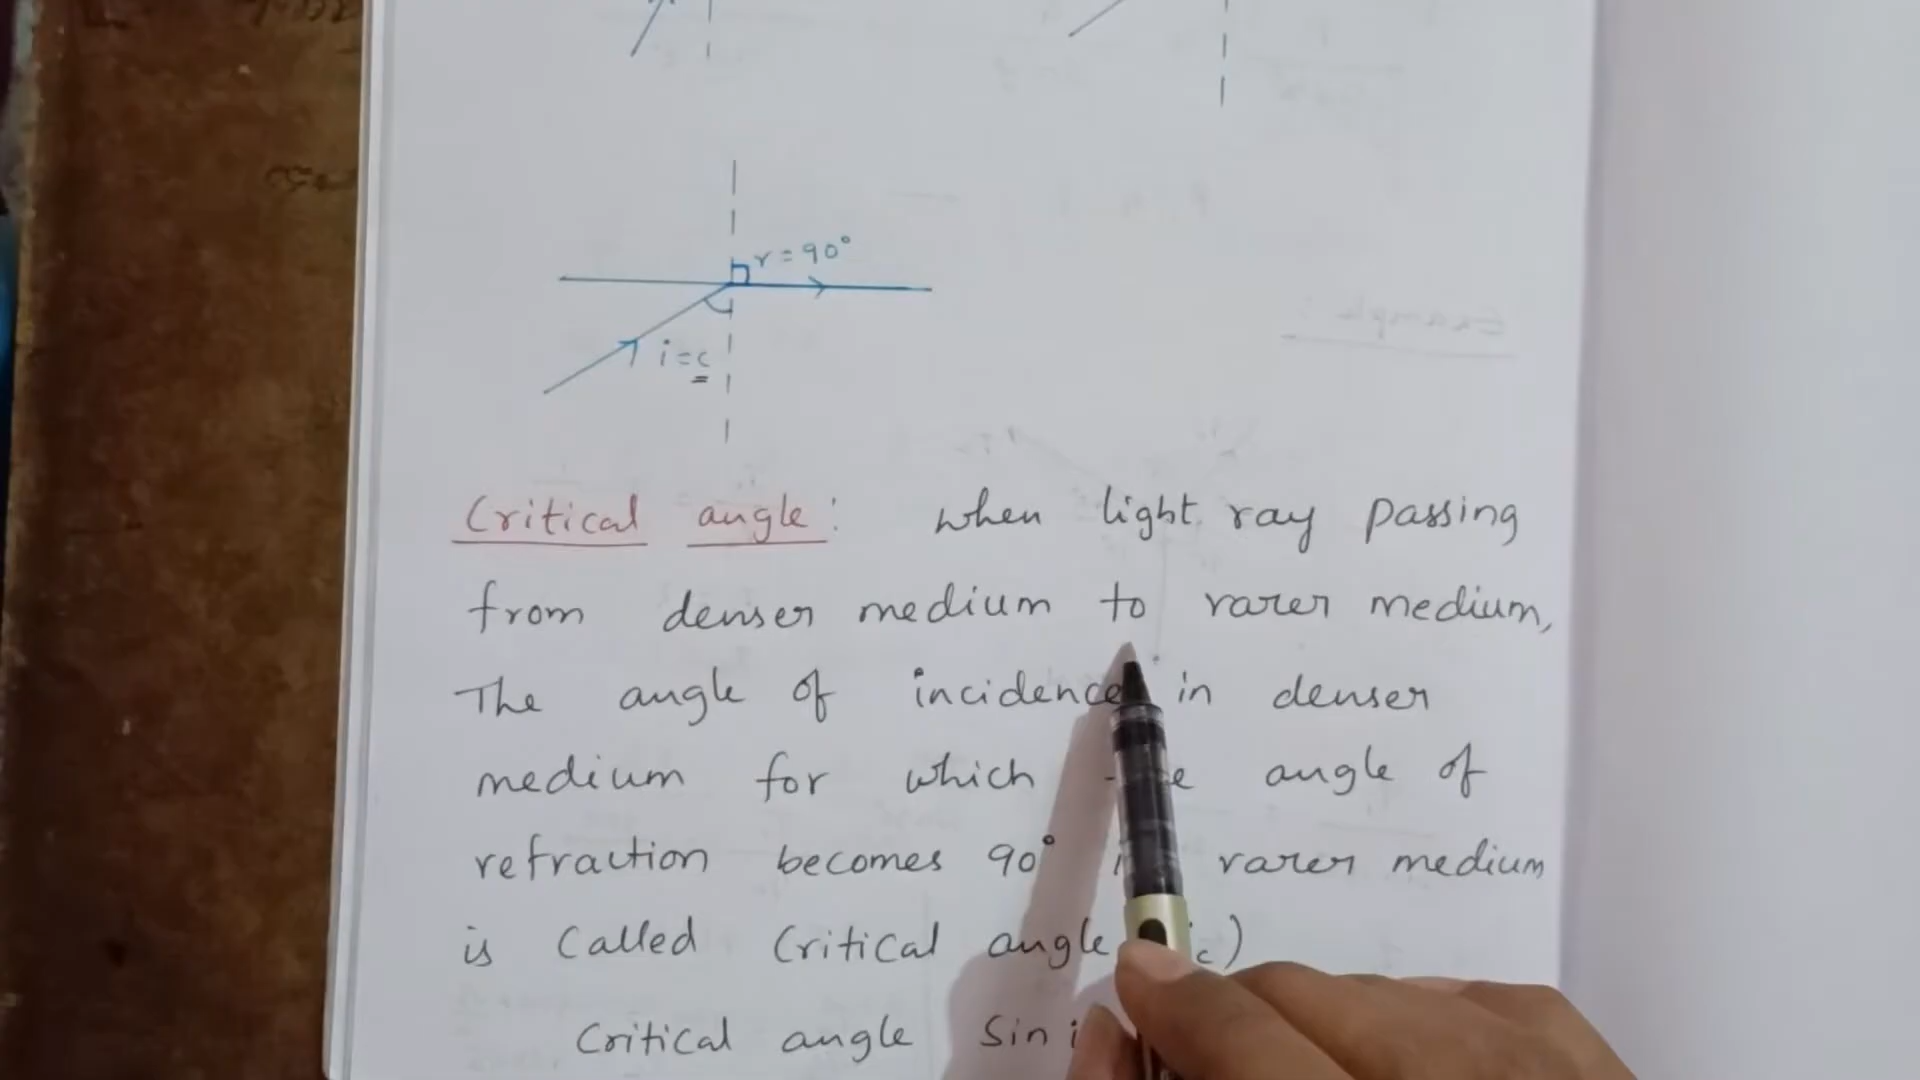 r = 90°
i = c
Critical angle: when light ray passing
from denser medium to rarer medium,
The angle of incidence in denser
medium for which angle of
refraction becomes 90° rarer medium
is called critical angle c)
Critical angle Sin i